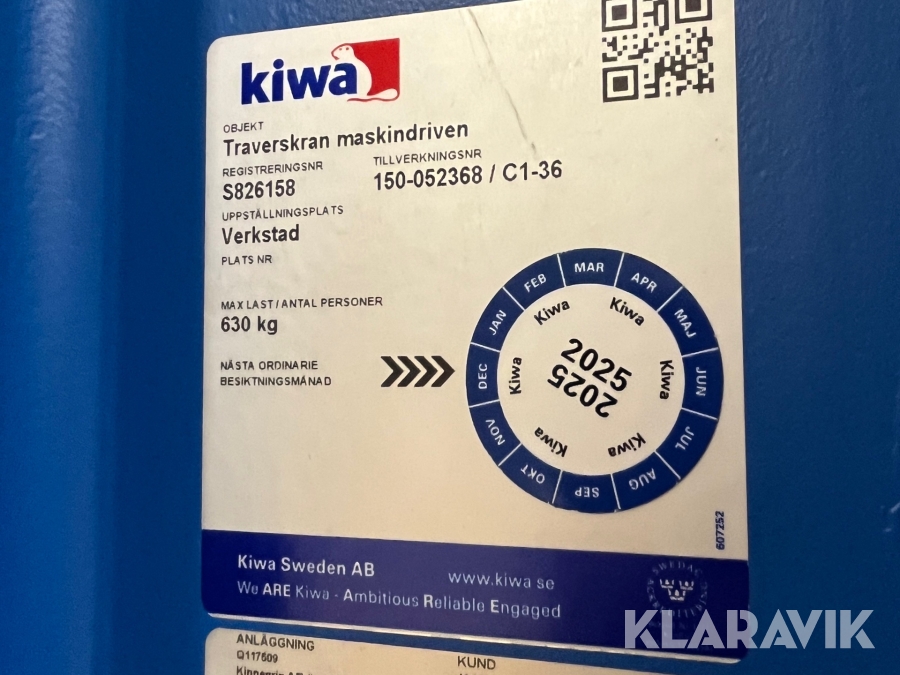 kiwa
OBJEKT
Traverskran maskindriven
REGISTRERINGSNR
TILLVERKNINGSNR
S826158
150-052368 / C1-36
UPPSTÄLLNINGSPLATS
Verkstad
PLATS NR
MAX LAST / ANTAL PERSONER
630 kg
NÄSTA ORDINARIE
BESIKTNINGSMÅNAD
JAN
FEB
MAR
APR
MAJ
JUN
JUL
AUG
SEP
OKT
NOV
DEC
Kiwa
Kiwa
Kiwa
Kiwa
Kiwa
Kiwa
2025
2025
607252
Kiwa Sweden AB
www.kiwa.se
We ARE Kiwa - Ambitious Reliable Engaged
KLARAVIK
ANLÄGGNING
Q117609
KUND